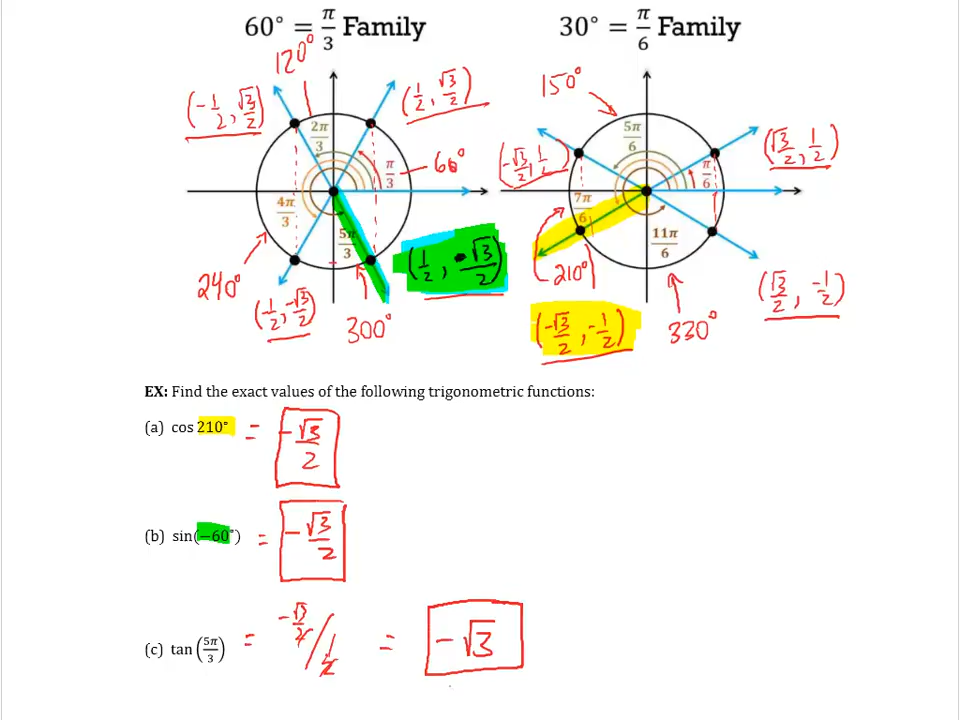 60° = π/3 Family
30° = π/6 Family
120°
150°
(-1/2, √3/2)
(1/2, √3/2)
(√3/2, 1/2)
2π/3
5π/6
(-√3/2, 1/2)
π/3
60°
π/6
4π/3
7π/6
5π/3
11π/6
(1/2, -√3/2)
210°
240°
(√3/2, -1/2)
(-1/2, -√3/2)
300°
(-√3/2, -1/2)
330°
EX: Find the exact values of the following trigonometric functions:
(a) cos 210° = -√3/2
(b) sin(−60°) = -√3/2
(c) tan (5π/3) = -√3/2 / 1/2 = -√3